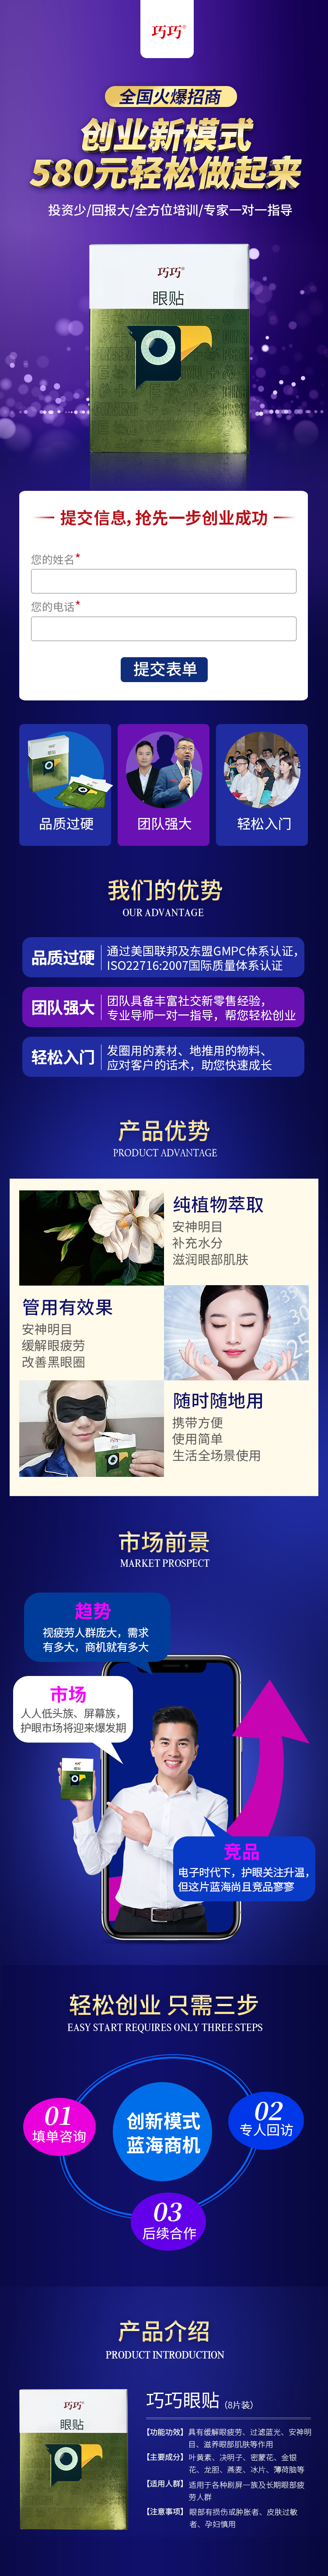 巧巧®
全国火爆招商
创业新模式
580元轻松做起来
投资少/回报大/全方位培训/专家一对一指导
巧巧®
眼贴
提交信息,抢先一步创业成功
您的姓名*
您的电话*
提交表单
品质过硬
团队强大
轻松入门
我们的优势
OUR ADVANTAGE
品质过硬
通过美国联邦及东盟GMPC体系认证,
ISO22716:2007国际质量体系认证
团队强大
团队具备丰富社交新零售经验,
专业导师一对一指导,帮您轻松创业
轻松入门
发圈用的素材、地推用的物料、
应对客户的话术,助您快速成长
产品优势
PRODUCT ADVANTAGE
纯植物萃取
安神明目
补充水分
滋润眼部肌肤
管用有效果
安神明目
缓解眼疲劳
改善黑眼圈
随时随地用
携带方便
使用简单
生活全场景使用
市场前景
MARKET PROSPECT
趋势
视疲劳人群庞大,需求
有多大,商机就有多大
市场
人人低头族、屏幕族,
护眼市场将迎来爆发期
眼贴
竞品
电子时代下,护眼关注升温,
但这片蓝海尚且竞品寥寥
轻松创业 只需三步
EASY START REQUIRES ONLY THREE STEPS
01
填单咨询
创新模式
蓝海商机
02
专人回访
03
后续合作
产品介绍
PRODUCT INTRODUCTION
巧巧®
眼贴
巧巧眼贴 (8片装)
【功能功效】具有缓解眼疲劳、过滤蓝光、安神明
目、滋养眼部肌肤等作用
【主要成分】叶黄素、决明子、密蒙花、金银
花、龙胆、燕麦、冰片、薄荷脑等
【适用人群】适用于各种刷屏一族及长期眼部疲
劳人群
【注意事项】眼部有损伤或肿胀者、皮肤过敏
者、孕妇慎用